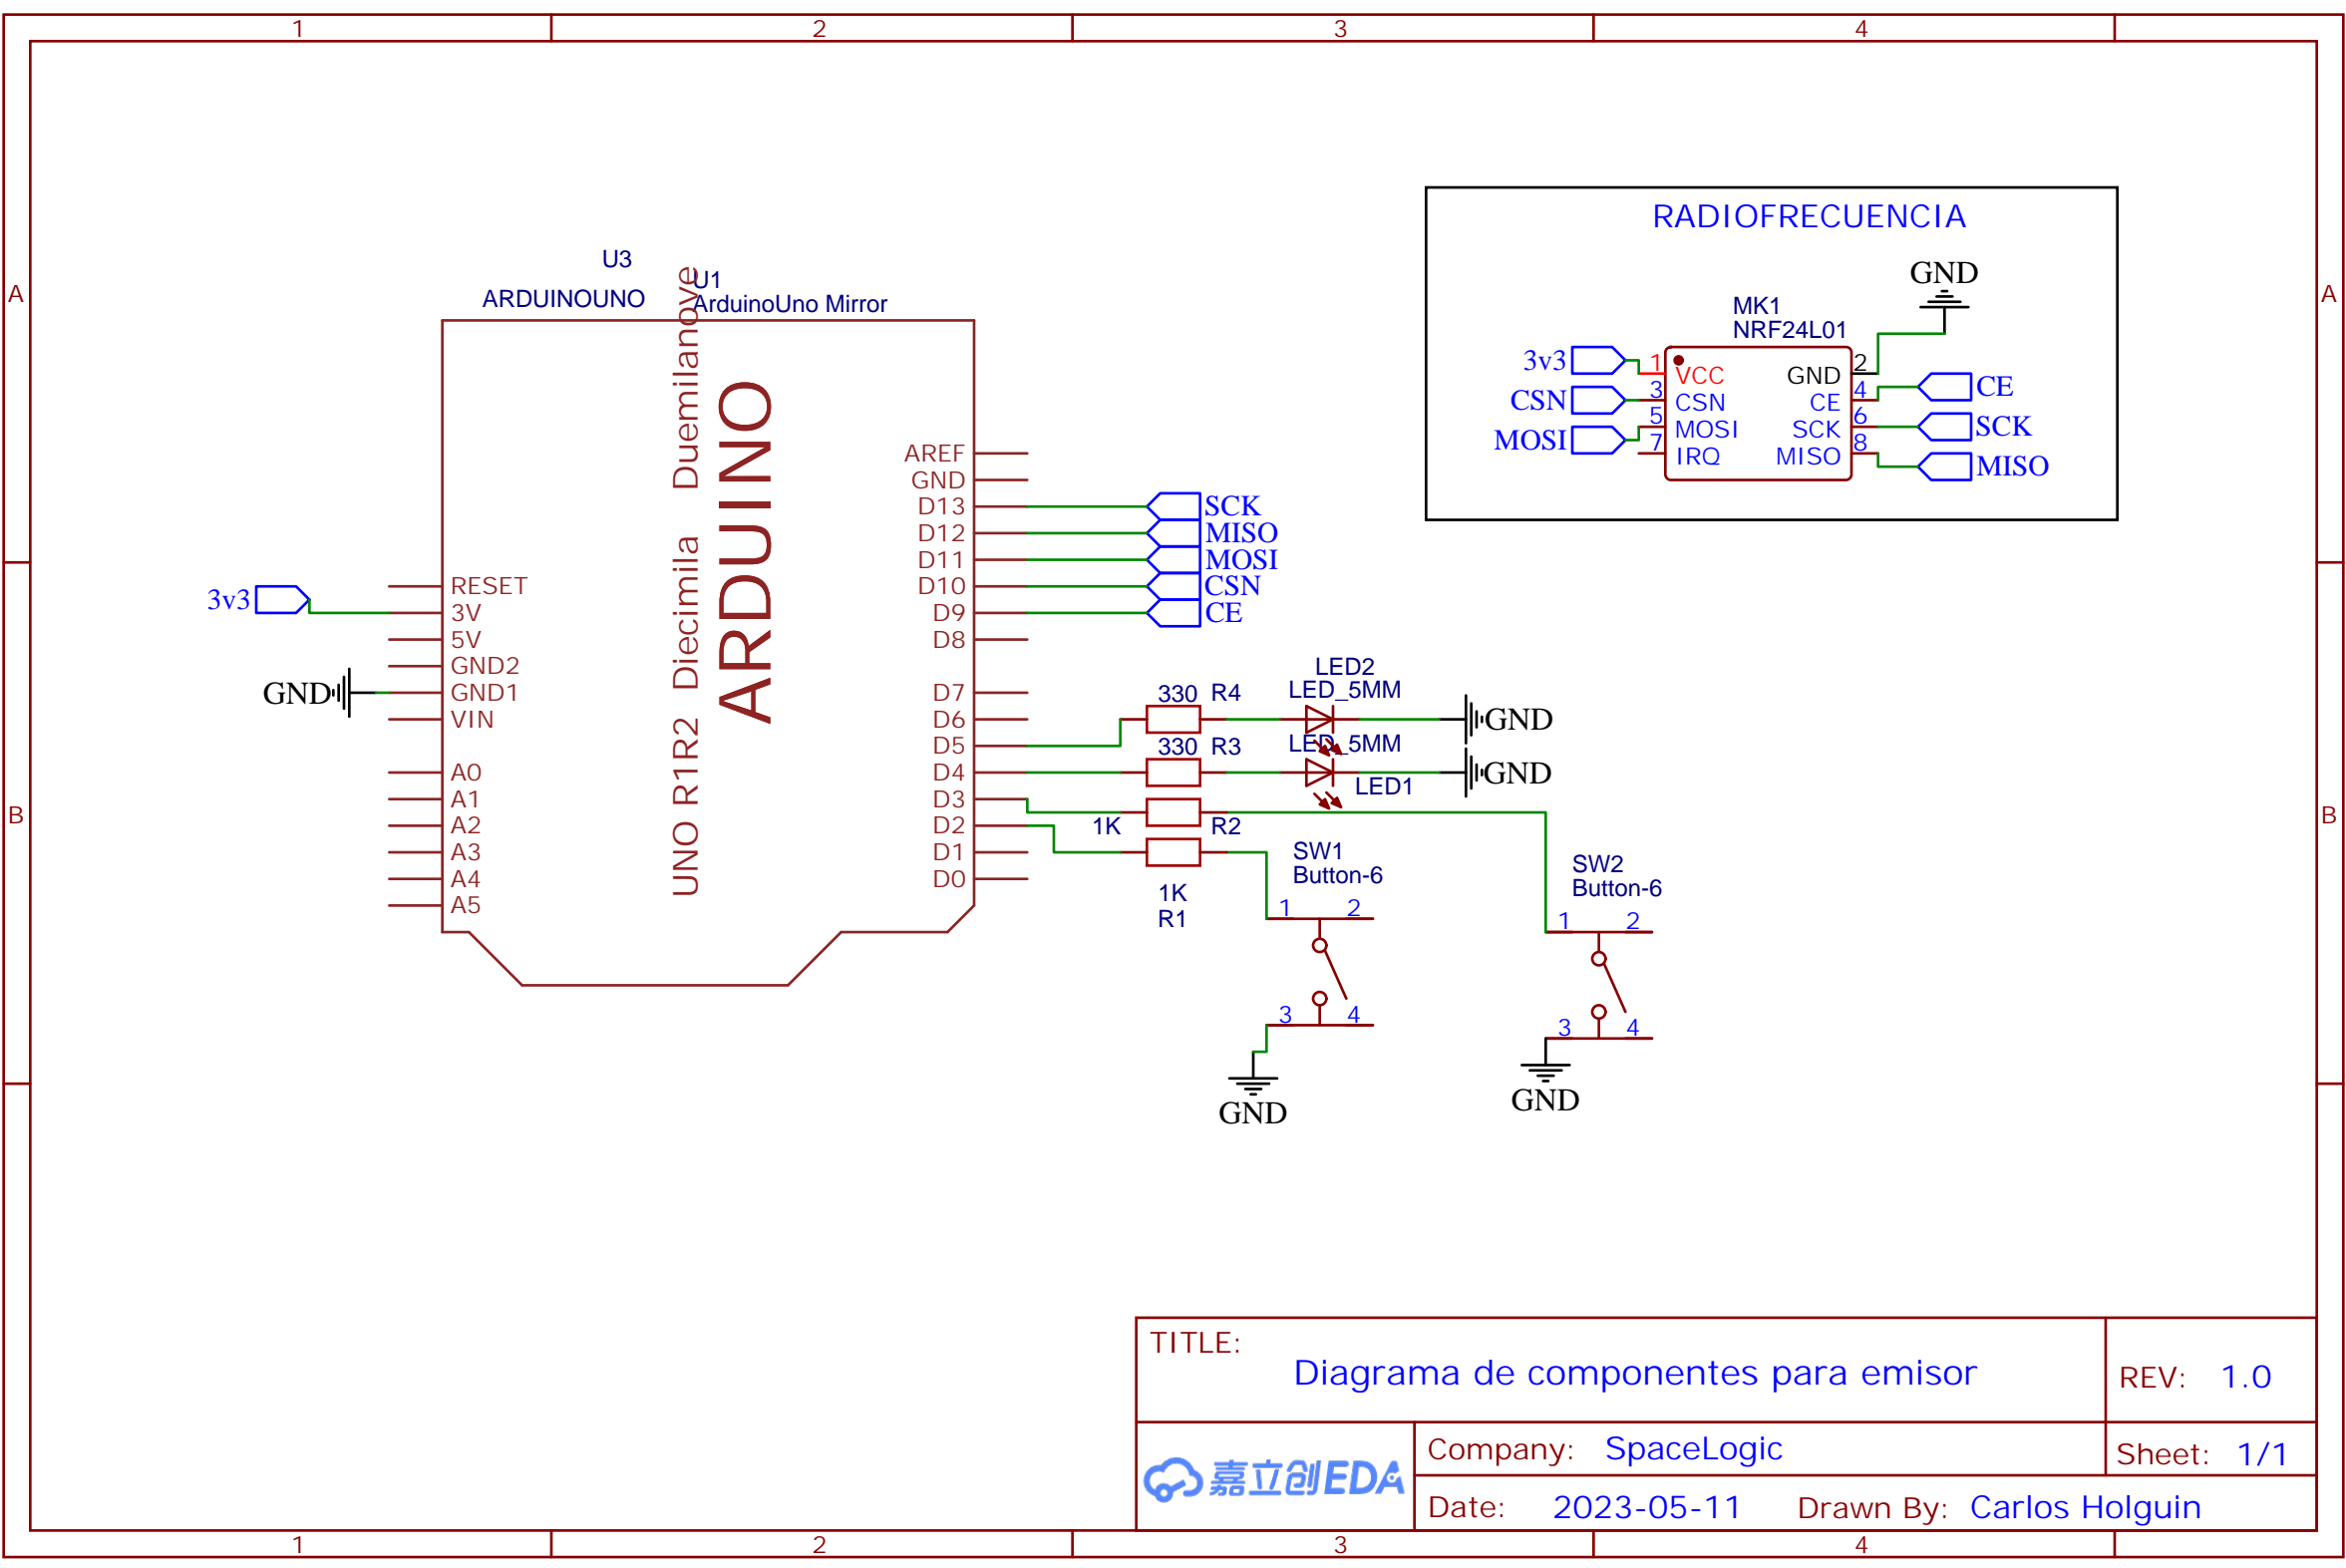 1 2 3 4
A A
B B
U3
ARDUINOUNO
U1
ArduinoUno Mirror
UNO R1R2 Diecimila Duemilanove
ARDUINO
RESET
3V
5V
GND2
GND1
VIN
A0
A1
A2
A3
A4
A5
3v3
GND
AREF
GND
D13
D12
D11
D10
D9
D8
D7
D6
D5
D4
D3
D2
D1
D0
SCK
MISO
MOSI
CSN
CE
RADIOFRECUENCIA
GND
MK1
NRF24L01
3v3 1 VCC GND 2
CSN 3 CSN CE 4 CE
MOSI 5 MOSI SCK 6 SCK
7 IRQ MISO 8 MISO
LED2
330 R4 LED_5MM
GND
330 R3 LED_5MM
GND
LED1
1K R2
1K
R1
SW1
Button-6
1 2
3 4
GND
SW2
Button-6
1 2
3 4
GND
TITLE:
Diagrama de componentes para emisor
REV: 1.0
嘉立创EDA
Company: SpaceLogic
Sheet: 1/1
Date: 2023-05-11 Drawn By: Carlos Holguin
1 2 3 4